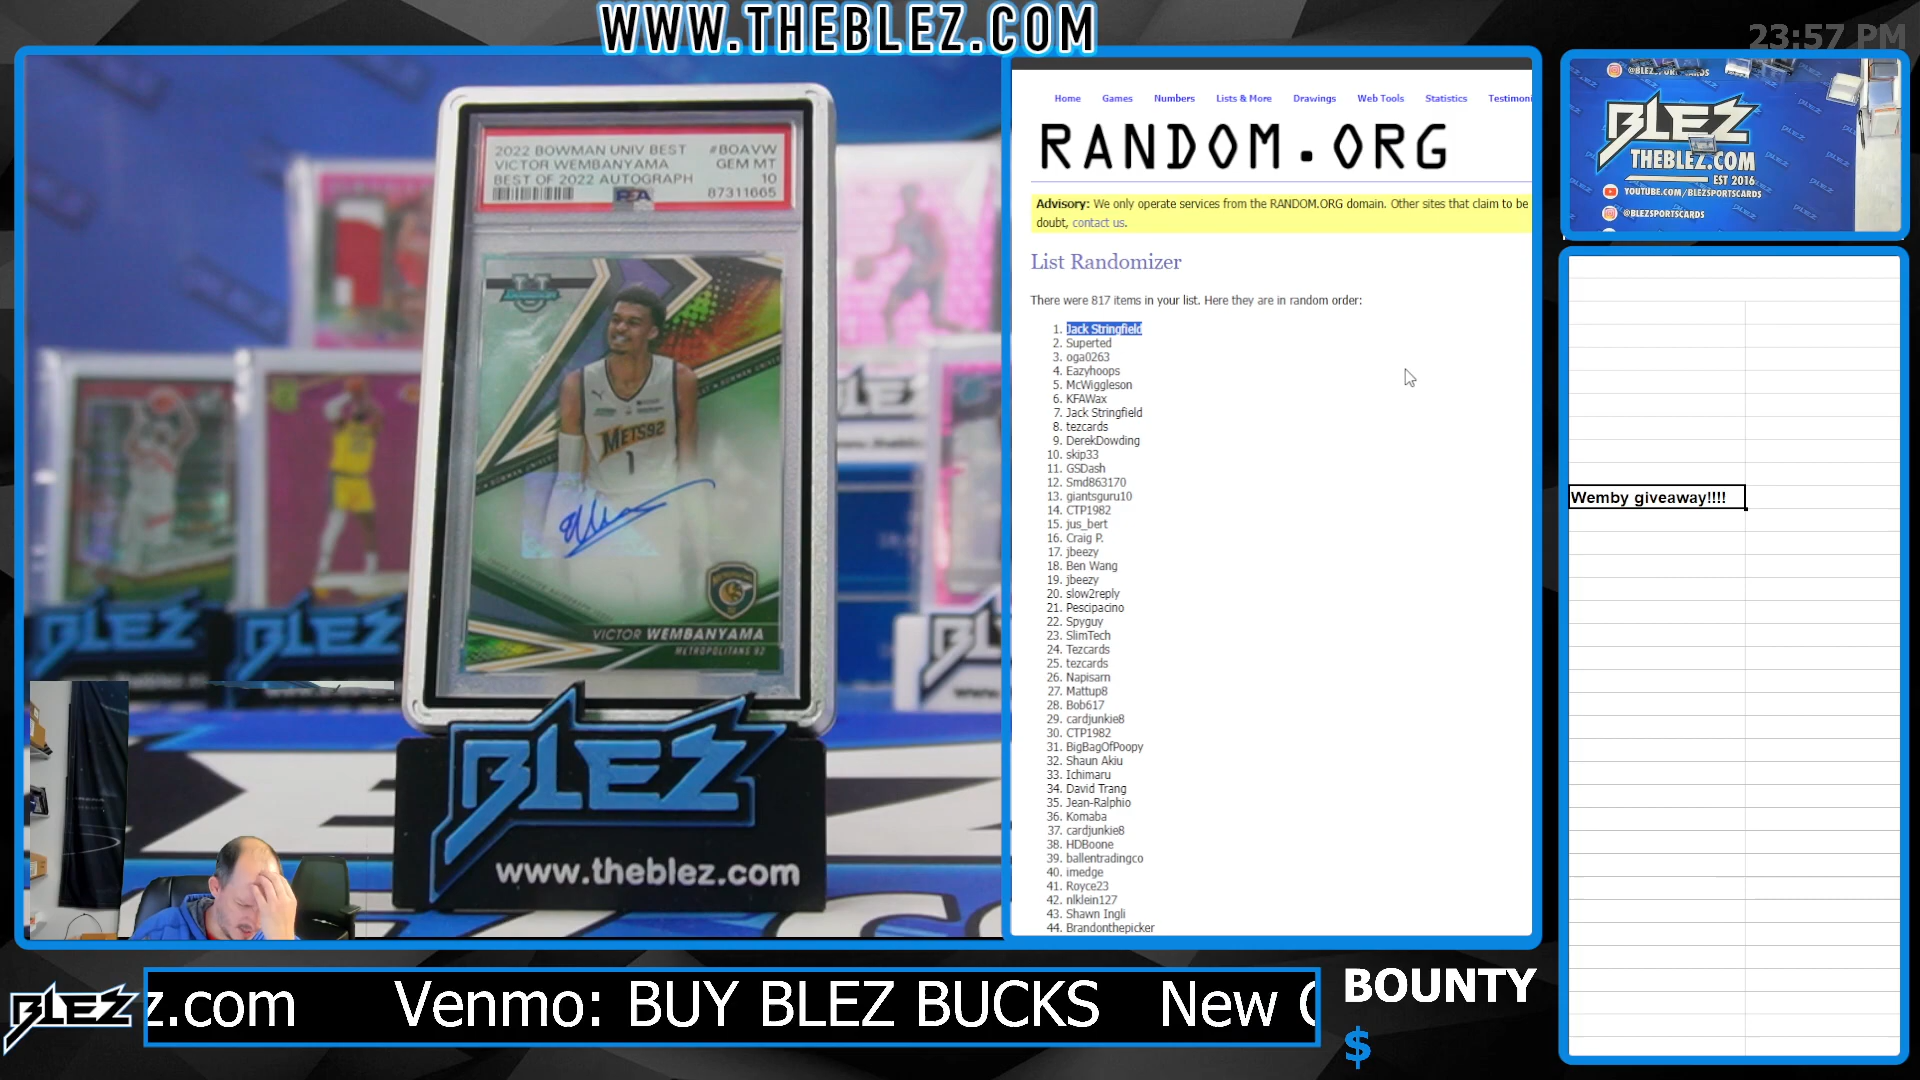 WWW.THEBLEZ.COM
23:57 PM
2022 BOWMAN UNIV BEST #BOAVW
VICTOR WEMBANYAMA GEM MT
BEST OF 2022 AUTOGRAPH 10
PSA 87311665
METS92
1
VICTOR WEMBANYAMA
METROPOLITANS 92
BLEZ
www.theblez.com
BLEZ
BLEZ
Home Games Numbers Lists & More Drawings Web Tools Statistics Testimoni
RANDOM.ORG
Advisory: We only operate services from the RANDOM.ORG domain. Other sites that claim to be
doubt, contact us.
List Randomizer
There were 817 items in your list. Here they are in random order:
1. Jack Stringfield
2. Superted
3. oga0263
4. Eazyhoops
5. McWiggleson
6. KFAWax
7. Jack Stringfield
8. tezcards
9. DerekDowding
10. skip33
11. GSDash
12. Smd863170
13. giantsguru10
14. CTP1982
15. jus_bert
16. Craig P.
17. jbeezy
18. Ben Wang
19. jbeezy
20. slow2reply
21. Pescipacino
22. Spyguy
23. SlimTech
24. Tezcards
25. tezcards
26. Napisarn
27. Mattup8
28. Bob617
29. cardjunkie8
30. CTP1982
31. BigBagOfPoopy
32. Shaun Akiu
33. Ichimaru
34. David Trang
35. Jean-Ralphio
36. Komaba
37. cardjunkie8
38. HDBoone
39. ballentradingco
40. imedge
41. Royce23
42. nlklein127
43. Shawn Ingli
44. Brandonthepicker
BLEZ
THEBLEZ.COM
EST 2016
YOUTUBE.COM/BLEZSPORTSCARDS
@BLEZSPORTSCARDS
Wemby giveaway!!!!
BLEZ
z.com Venmo: BUY BLEZ BUCKS New
BOUNTY
$